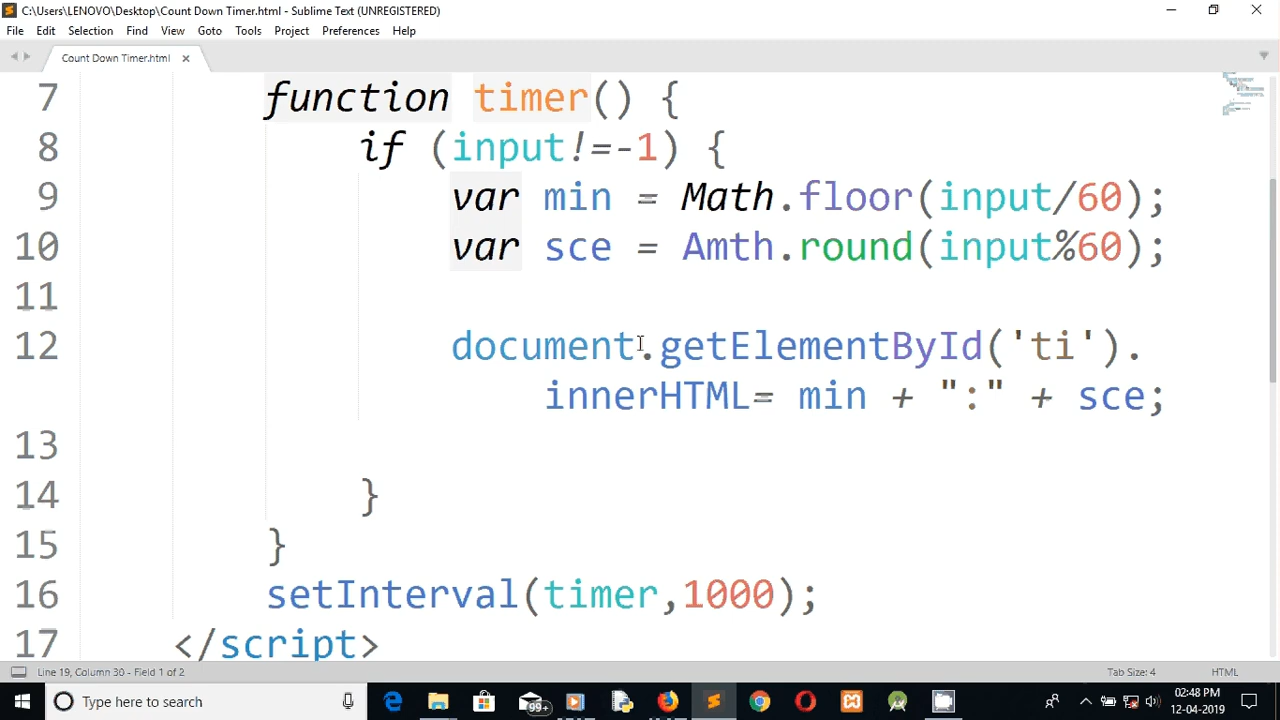 C:\Users\LENOVO\Desktop\Count Down Timer.html - Sublime Text (UNREGISTERED)
File Edit Selection Find View Goto Tools Project Preferences Help
Count Down Timer.html
7 function timer() {
8 if (input!=-1) {
9 var min = Math.floor(input/60);
10 var sce = Amth.round(input%60);
11
12 document.getElementById('ti').
innerHTML= min + ":" + sce;
13
14 }
15 }
16 setInterval(timer,1000);
17 </script>
Line 19, Column 30 - Field 1 of 2 Tab Size: 4 HTML
Type here to search 99+ 02:48 PM
12-04-2019